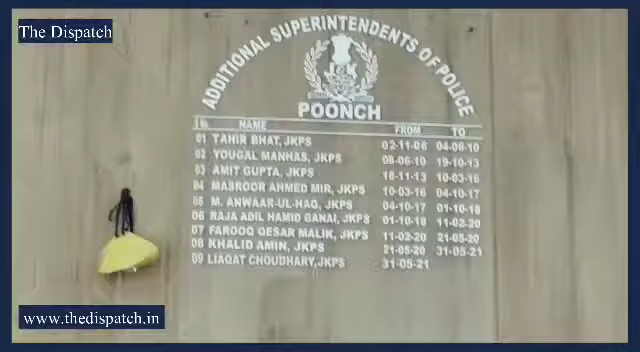 The Dispatch
ADDITIONAL SUPERINTENDENTS OF POLICE
POONCH
NAME FROM TO
01 TAHIR BHAT, JKPS 02-11-06 04-06-10
02 YOUGAL MANHAS, JKPS 08-06-10 19-10-13
03 AMIT GUPTA, JKPS 18-11-13 10-03-16
04 MASROOR AHMED MIR, JKPS 10-03-16 04-10-17
05 M. ANWAAR-UL-HAQ, JKPS 04-10-17 01-10-18
06 RAJA ADIL HAMID GANAI, JKPS 01-10-18 11-02-20
07 FAROOQ QESAR MALIK, JKPS 11-02-20 21-05-20
08 KHALID AMIN, JKPS 21-05-20 31-05-21
09 LIAQAT CHOUDHARY,JKPS 31-05-21
www.thedispatch.in